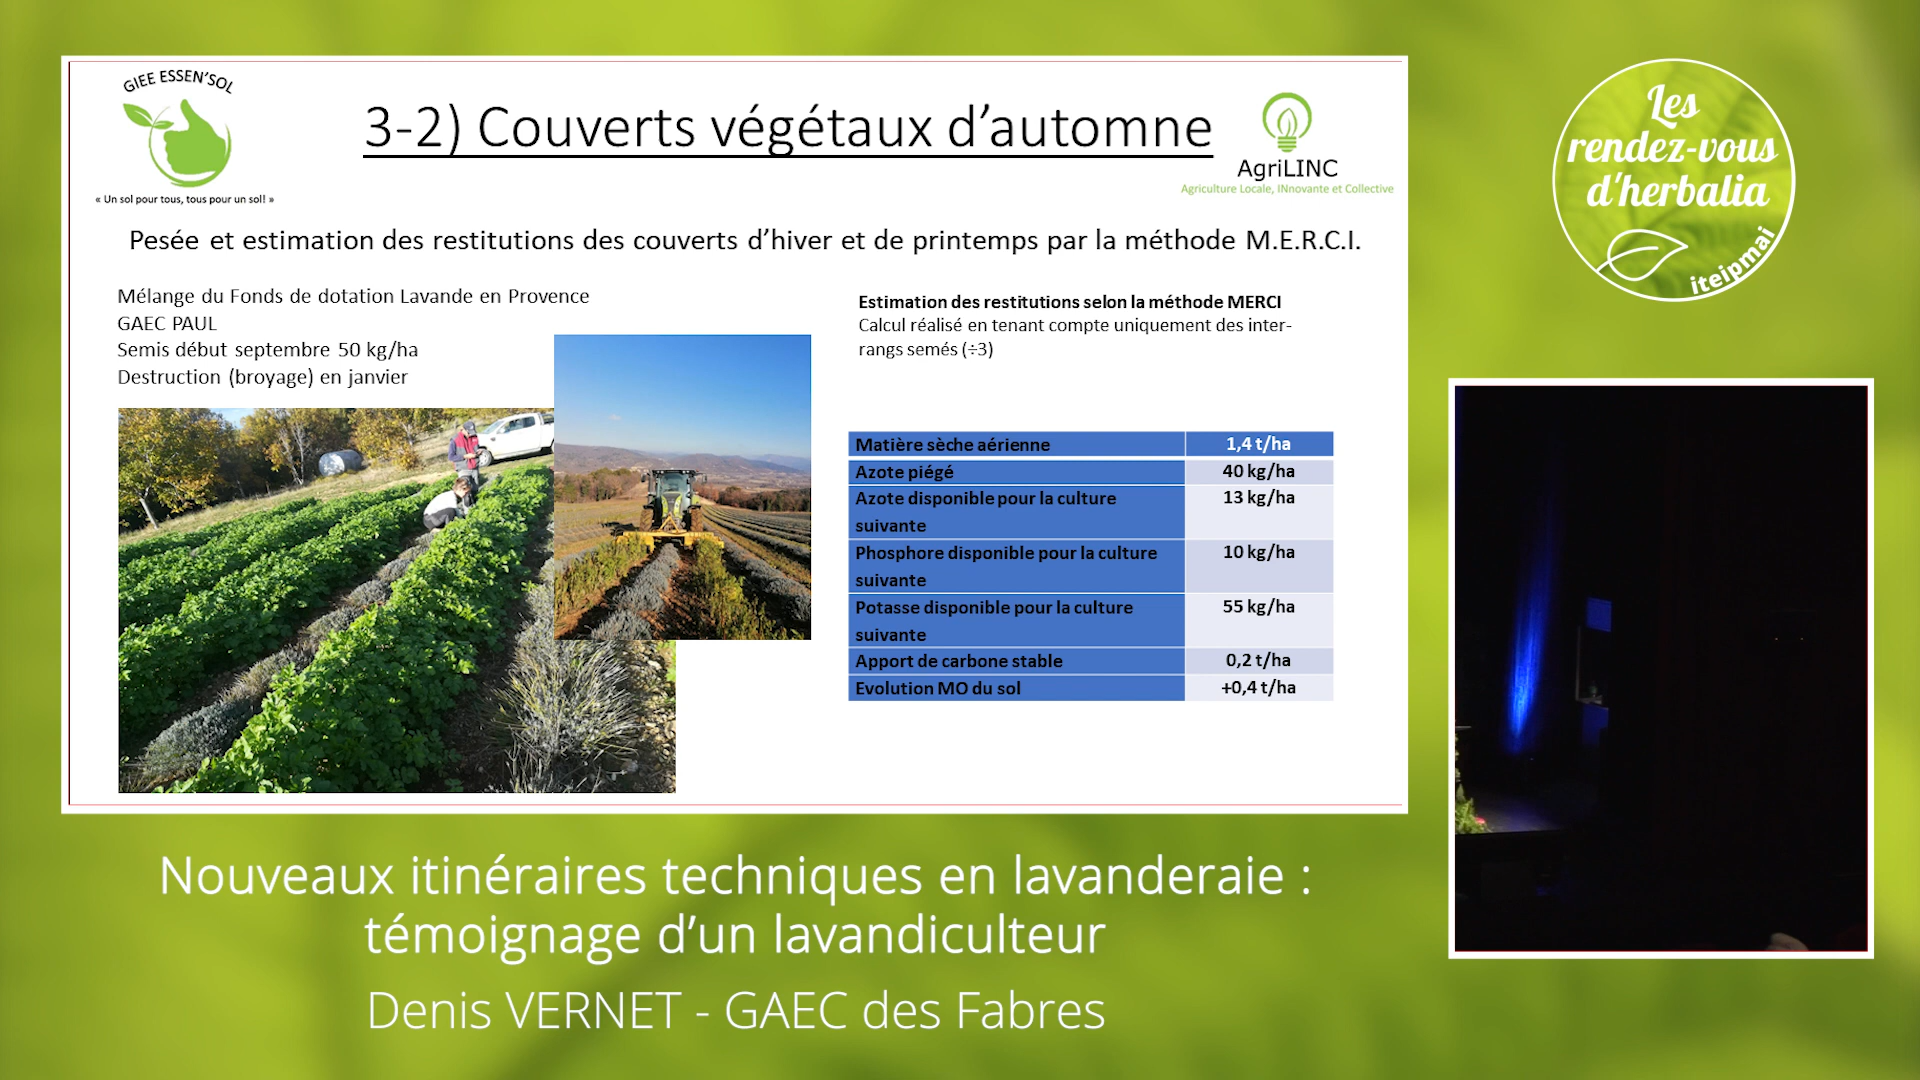 GIEE ESSEN'SOL
« Un sol pour tous, tous pour un sol! »
3-2) Couverts végétaux d'automne
AgriLINC
Agriculture Locale, INnovante et Collective
Pesée et estimation des restitutions des couverts d'hiver et de printemps par la méthode M.E.R.C.I.
Mélange du Fonds de dotation Lavande en Provence
GAEC PAUL
Semis début septembre 50 kg/ha
Destruction (broyage) en janvier
Estimation des restitutions selon la méthode MERCI
Calcul réalisé en tenant compte uniquement des inter-
rangs semés (÷3)
Matière sèche aérienne 1,4 t/ha
Azote piégé 40 kg/ha
Azote disponible pour la culture 13 kg/ha
suivante
Phosphore disponible pour la culture 10 kg/ha
suivante
Potasse disponible pour la culture 55 kg/ha
suivante
Apport de carbone stable 0,2 t/ha
Evolution MO du sol +0,4 t/ha
Les
rendez-vous
d'herbalia
iteipmai
Nouveaux itinéraires techniques en lavanderaie :
témoignage d'un lavandiculteur
Denis VERNET - GAEC des Fabres